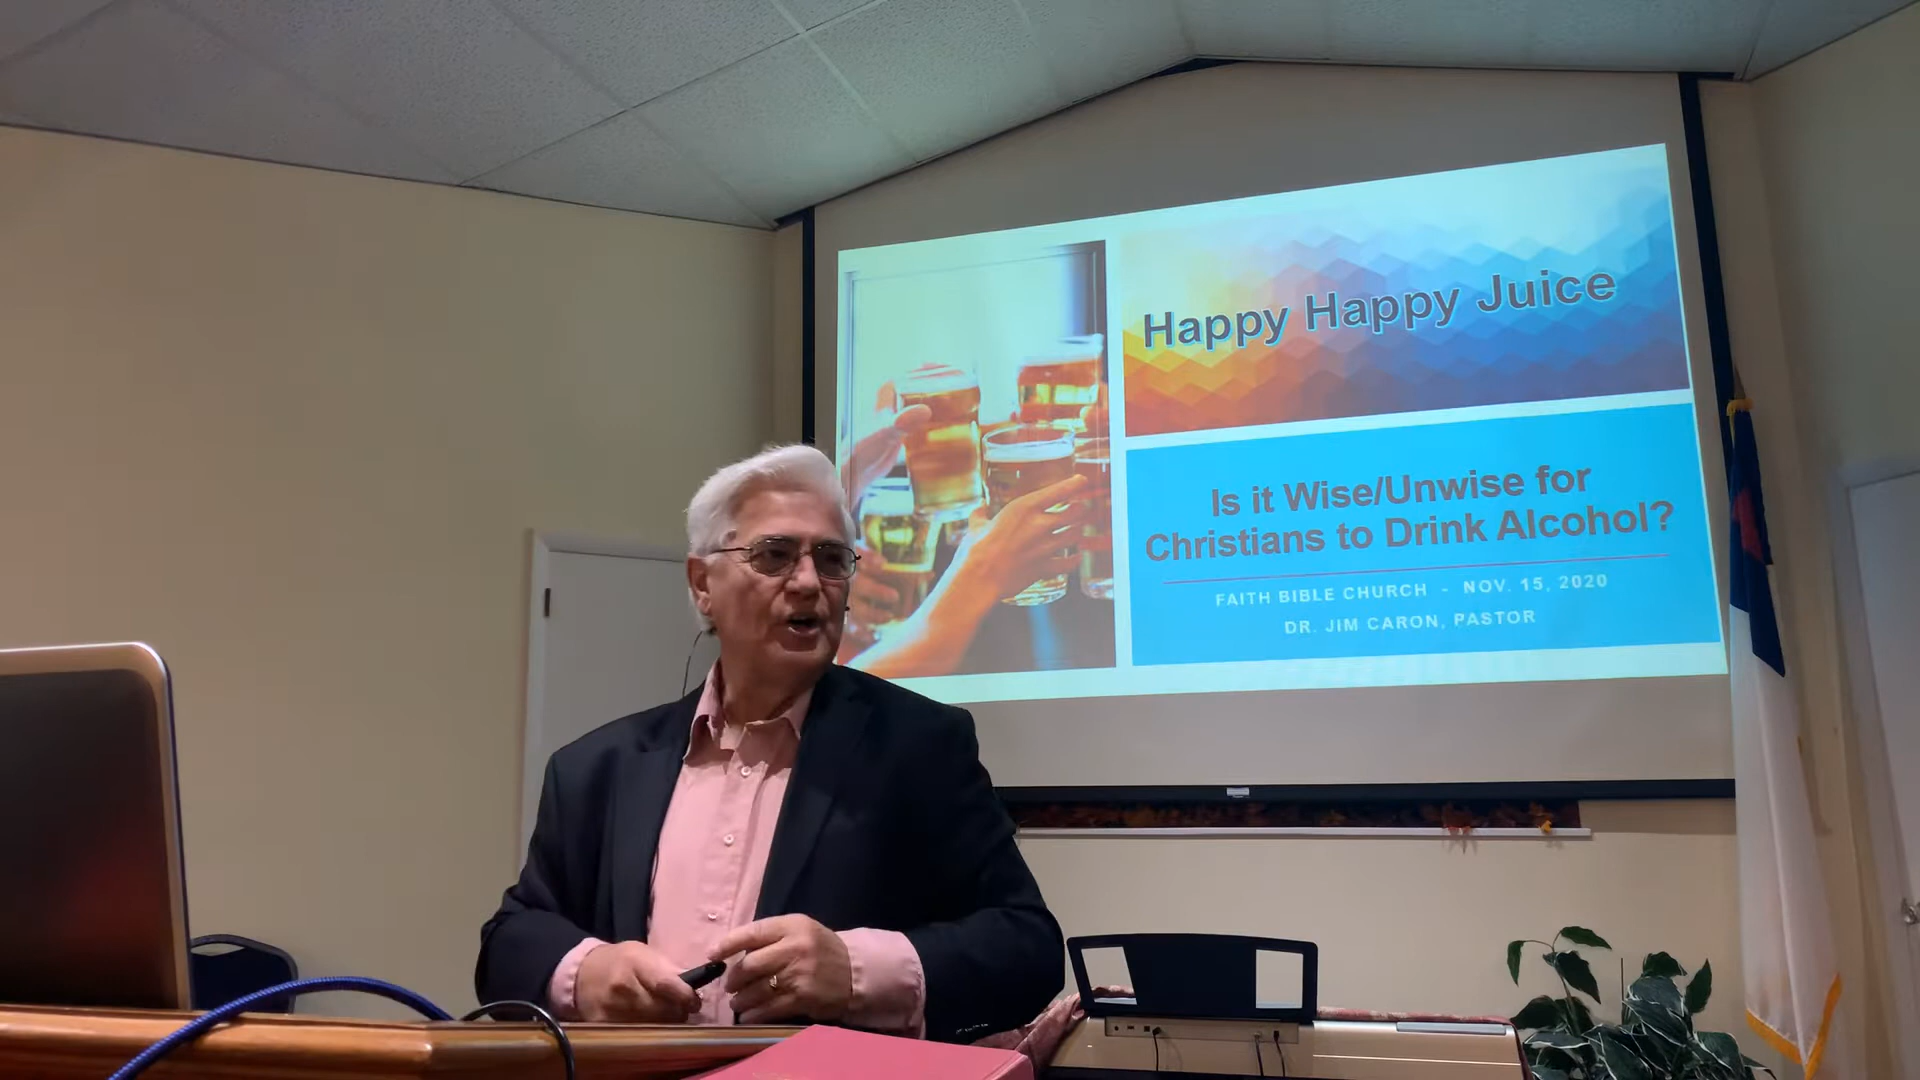 Happy Happy Juice
Is it Wise/Unwise for
Christians to Drink Alcohol?
FAITH BIBLE CHURCH - NOV. 15, 2020
DR. JIM CARON, PASTOR